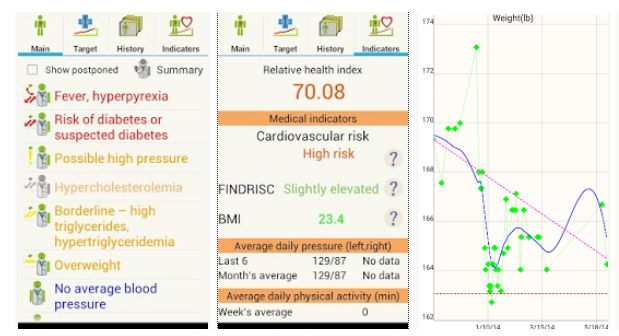 Main Target History Indicators
Show postponed Summary
Fever, hyperpyrexia
Risk of diabetes or
suspected diabetes
Possible high pressure
Hypercholesterolemia
Borderline – high
triglycerides,
hypertriglyceridemia
Overweight
No average blood
pressure
Main Target History Indicators
Relative health index
70.08
Medical indicators
Cardiovascular risk
High risk ?
FINDRISC Slightly elevated ?
BMI 23.4 ?
Average daily pressure (left,right)
Last 6 129/87 No data
Month's average 129/87 No data
Average daily physical activity (min)
Week's average 0
Weight(lb)
174
172
170
168
166
164
162
1/10/14 3/15/14 5/18/14